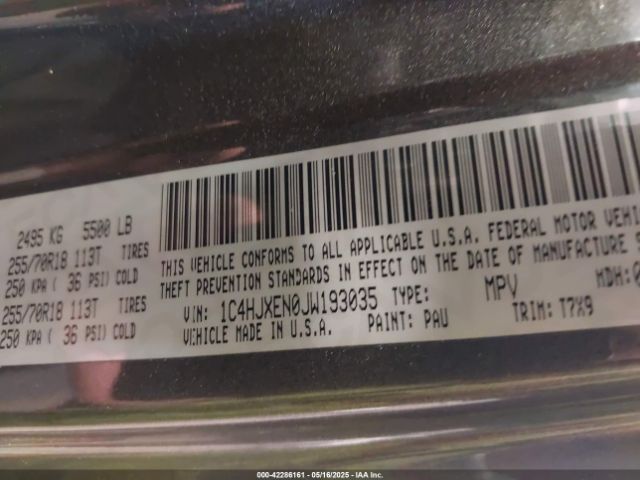 2495 KG 5500 LB
255/70R18 113T TIRES
250 KPA ( 36 PSI) COLD
255/70R18 113T TIRES
250 KPA ( 36 PSI) COLD
THIS VEHICLE CONFORMS TO ALL APPLICABLE U.S.A. FEDERAL MOTOR VEHI
THEFT PREVENTION STANDARDS IN EFFECT ON THE DATE OF MANUFACTURE S
VIN: 1C4HJXEN0JW193035 TYPE: MPV MDH: 0
VEHICLE MADE IN U.S.A. PAINT: PAU TRIM: T7X9
000-42286161 - 05/16/2025 - IAA Inc.